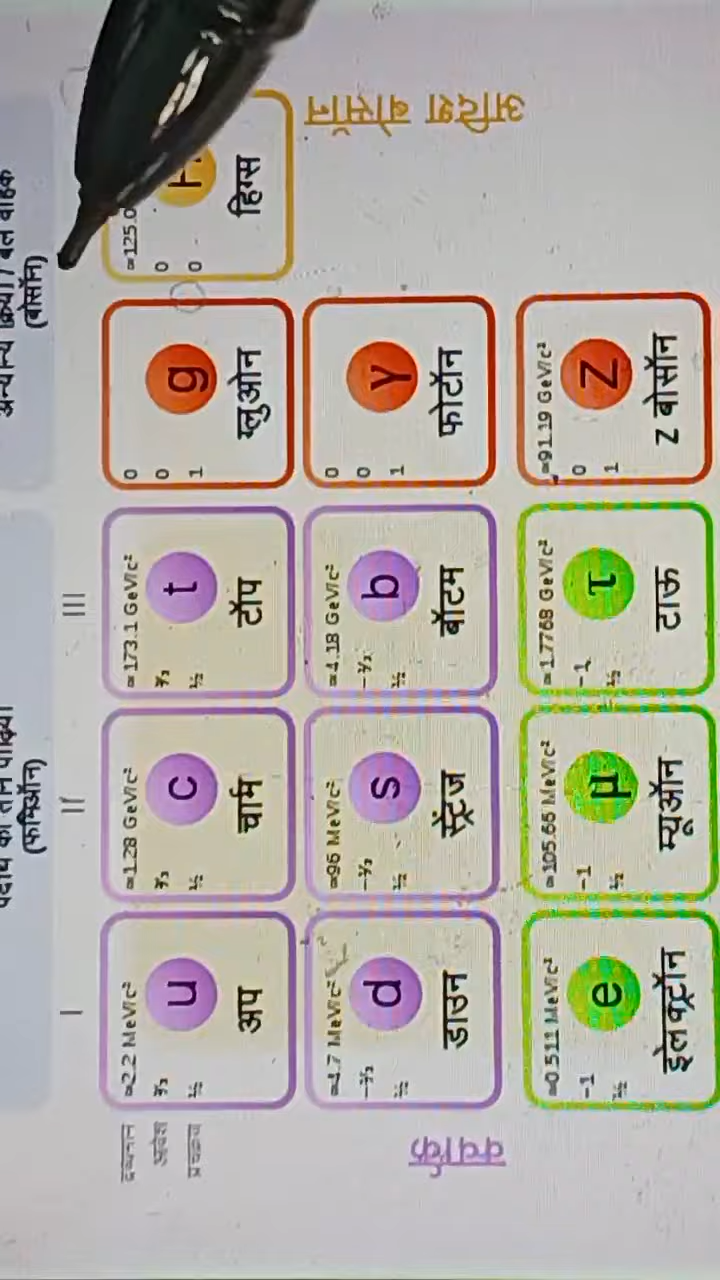 पदार्थ की तीन पीढ़ियाँ
(फर्मिऑन)
अन्योन्य क्रिया / बल वाहक
(बोसॉन)
I II III
द्रव्यमान ≃2.2 MeV/c² ≃1.28 GeV/c² ≃173.1 GeV/c² 0 ≃125.0
आवेश ⅔ ⅔ ⅔ 0 0
प्रचक्रण ½ ½ ½ 1 0
u c t g H
अप चार्म टॉप ग्लुओन हिग्स
≃4.7 MeV/c² ≃96 MeV/c² ≃4.18 GeV/c² 0
−⅓ −⅓ −⅓ 0
½ ½ ½ 1
d s b γ
डाउन स्ट्रेंज बॉटम फोटॉन
क्वार्क
अदिश बोसॉन
≃0.511 MeV/c² ≃105.66 MeV/c² ≃1.7768 GeV/c² ≃91.19 GeV/c²
−1 −1 −1 0
½ ½ ½ 1
e μ τ Z
इलेक्ट्रॉन म्यूऑन टाऊ Z बोसॉन